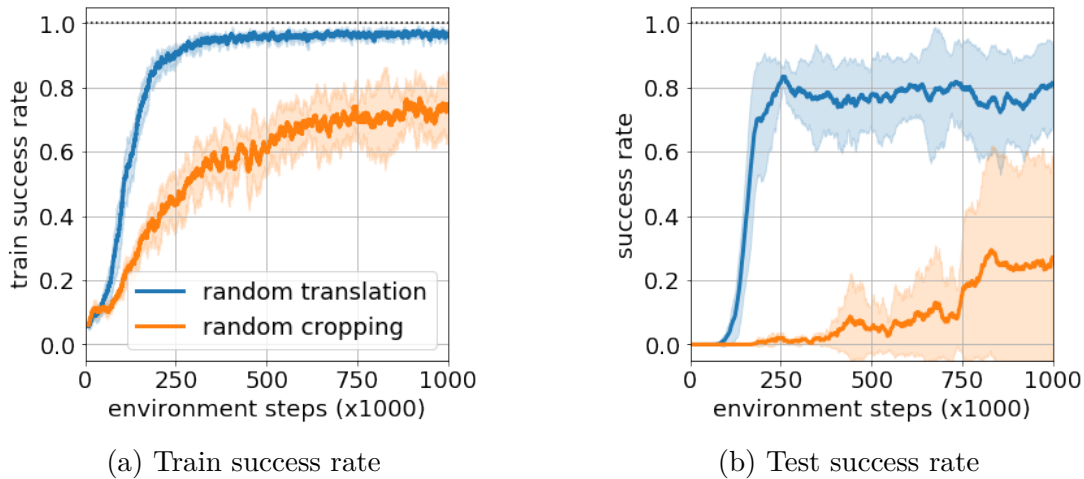 1.0
0.8
0.6
0.4
0.2
0.0
train success rate
random translation
random cropping
0 250 500 750 1000
environment steps (x1000)
(a) Train success rate
1.0
0.8
0.6
0.4
0.2
0.0
success rate
0 250 500 750 1000
environment steps (x1000)
(b) Test success rate